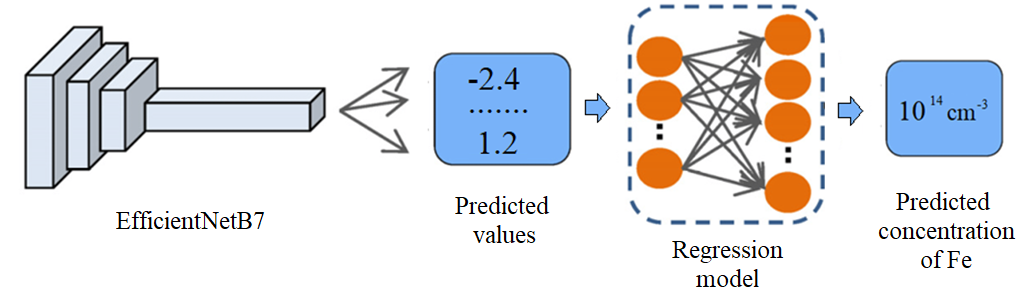 EfficientNetB7
-2.4
.......
1.2
Predicted
values
Regression
model
10¹⁴ cm⁻³
Predicted
concentration
of Fe